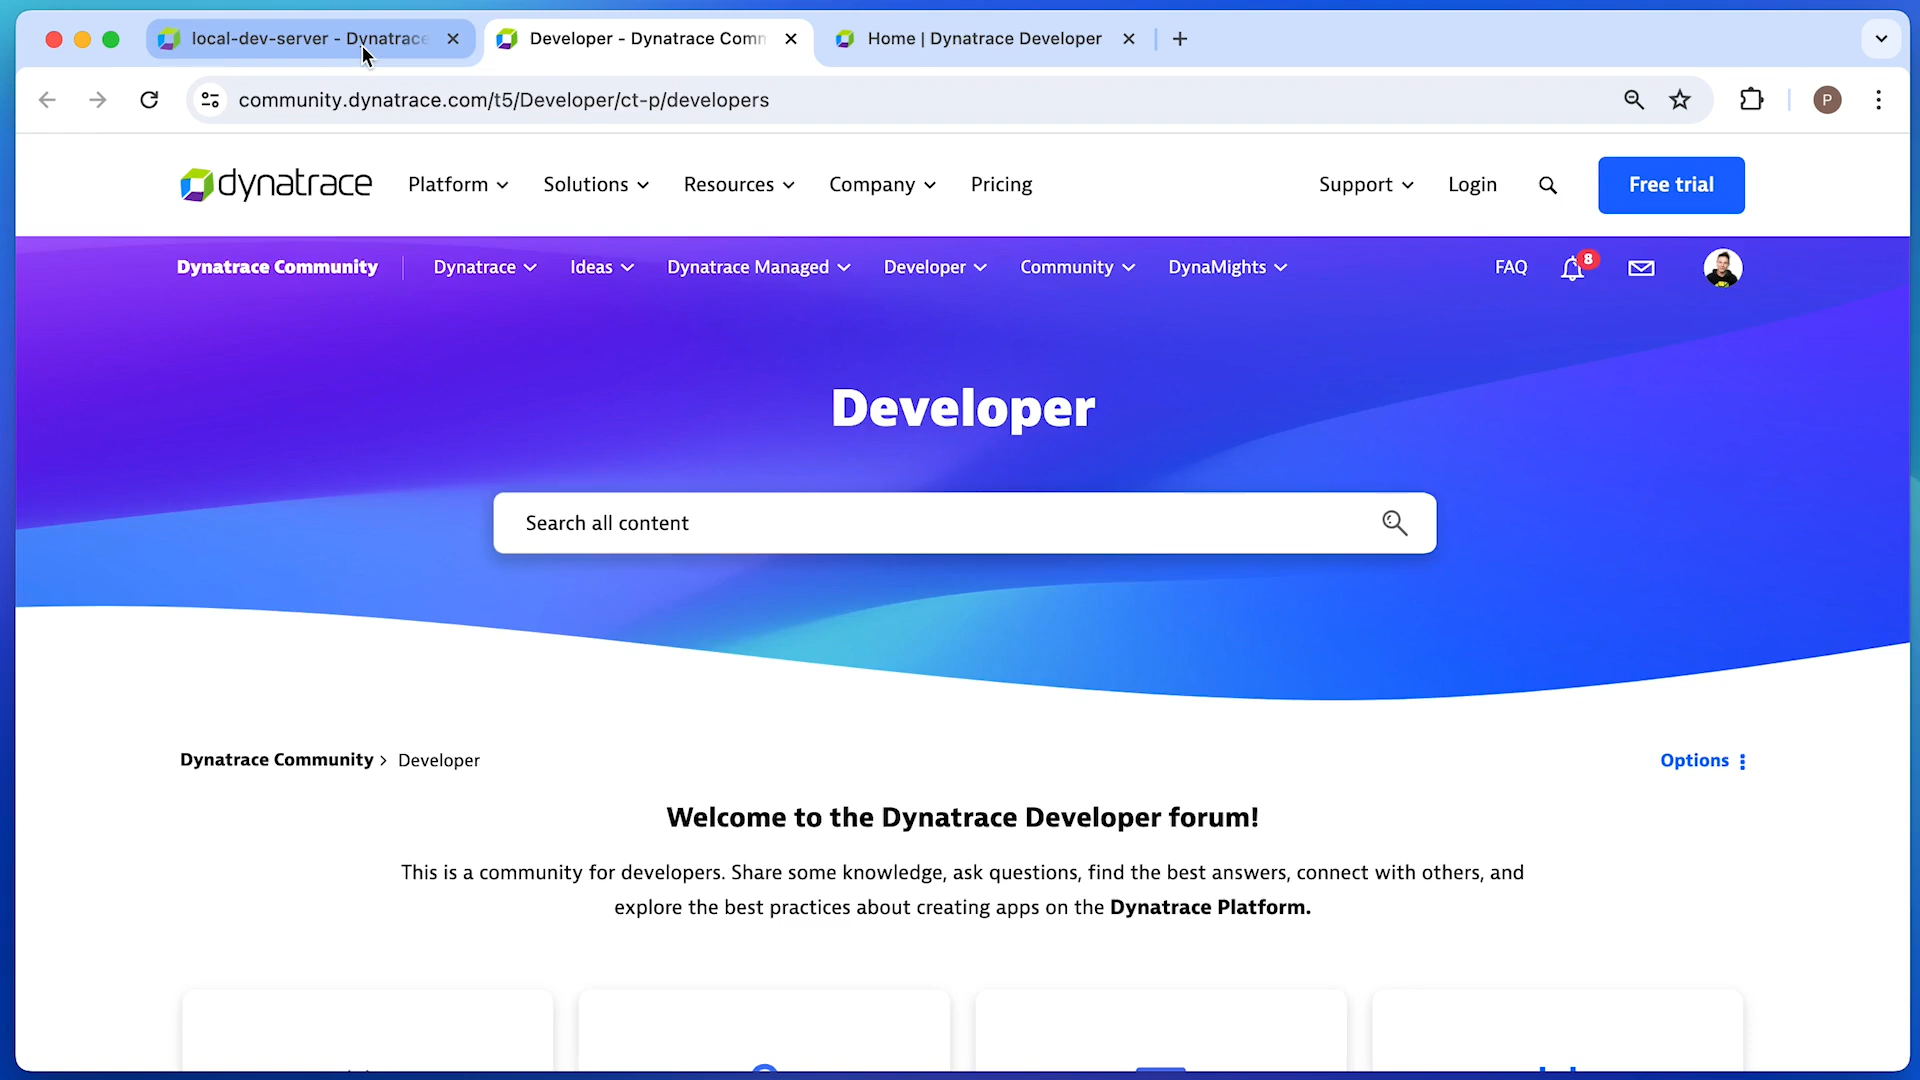 local-dev-server - Dynatrace
Developer - Dynatrace Comm
Home | Dynatrace Developer
community.dynatrace.com/t5/Developer/ct-p/developers
P
dynatrace
Platform
Solutions
Resources
Company
Pricing
Support
Login
Free trial
Dynatrace Community
Dynatrace
Ideas
Dynatrace Managed
Developer
Community
DynaMights
FAQ
8
Developer
Search all content
Dynatrace Community > Developer
Options
Welcome to the Dynatrace Developer forum!
This is a community for developers. Share some knowledge, ask questions, find the best answers, connect with others, and
explore the best practices about creating apps on the Dynatrace Platform.